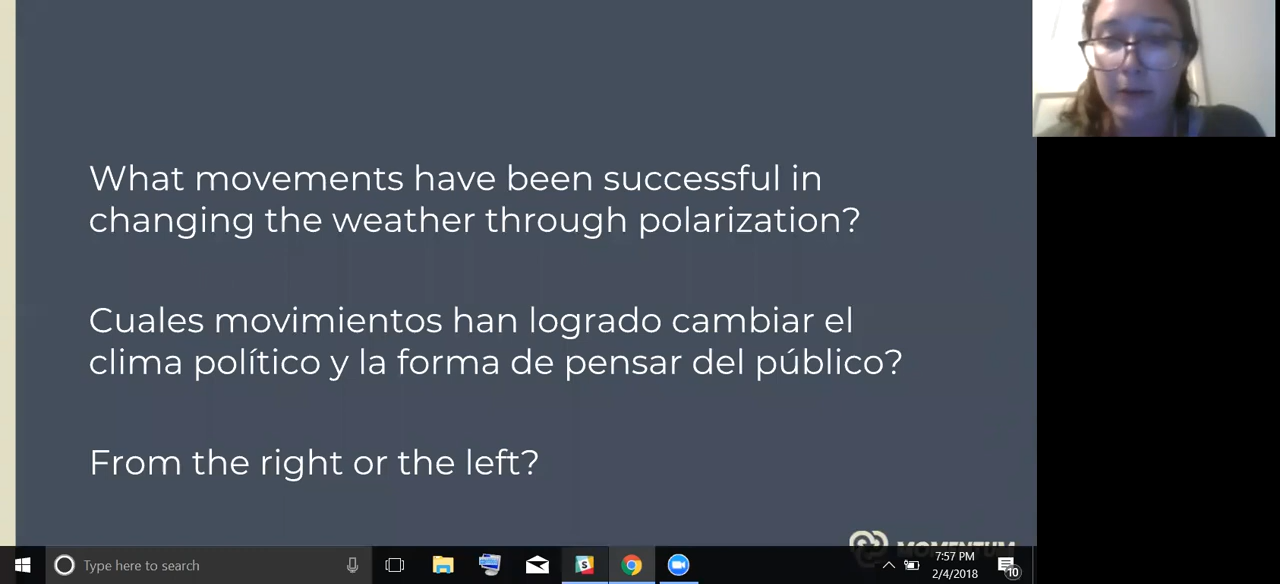 What movements have been successful in
changing the weather through polarization?
Cuales movimientos han logrado cambiar el
clima político y la forma de pensar del público?
From the right or the left?
MOMENTUM
Type here to search
7:57 PM
2/4/2018
10